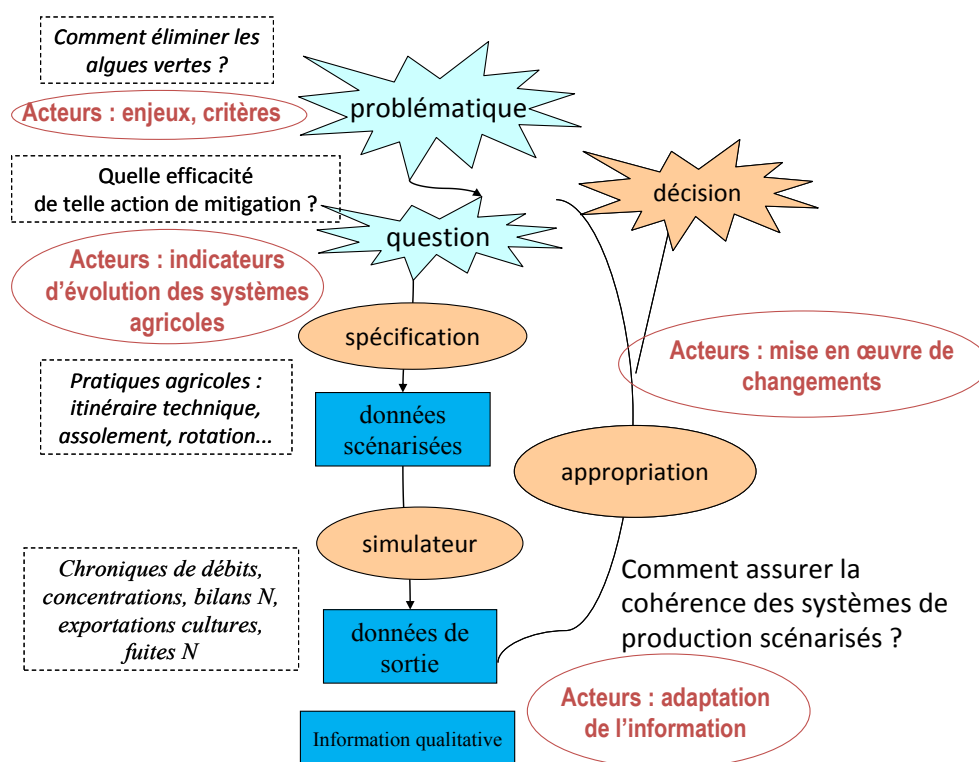 Comment éliminer les
algues vertes ?
problématique
Acteurs : enjeux, critères
Quelle efficacité
de telle action de mitigation ?
décision
question
Acteurs : indicateurs
d’évolution des systèmes
agricoles
spécification
Acteurs : mise en œuvre de
changements
Pratiques agricoles :
itinéraire technique,
assolement, rotation...
données
scénarisées
appropriation
simulateur
Chroniques de débits,
concentrations, bilans N,
exportations cultures,
fuites N
données de
sortie
Comment assurer la
cohérence des systèmes de
production scénarisés ?
Acteurs : adaptation
de l’information
Information qualitative